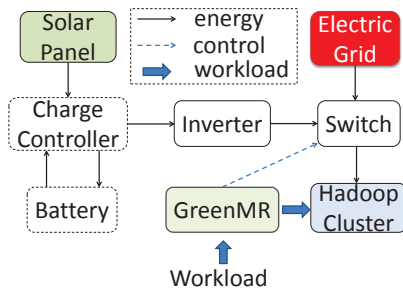 Solar
Panel
energy
control
workload
Electric
Grid
Charge
Controller
Inverter
Switch
Battery
GreenMR
Hadoop
Cluster
Workload